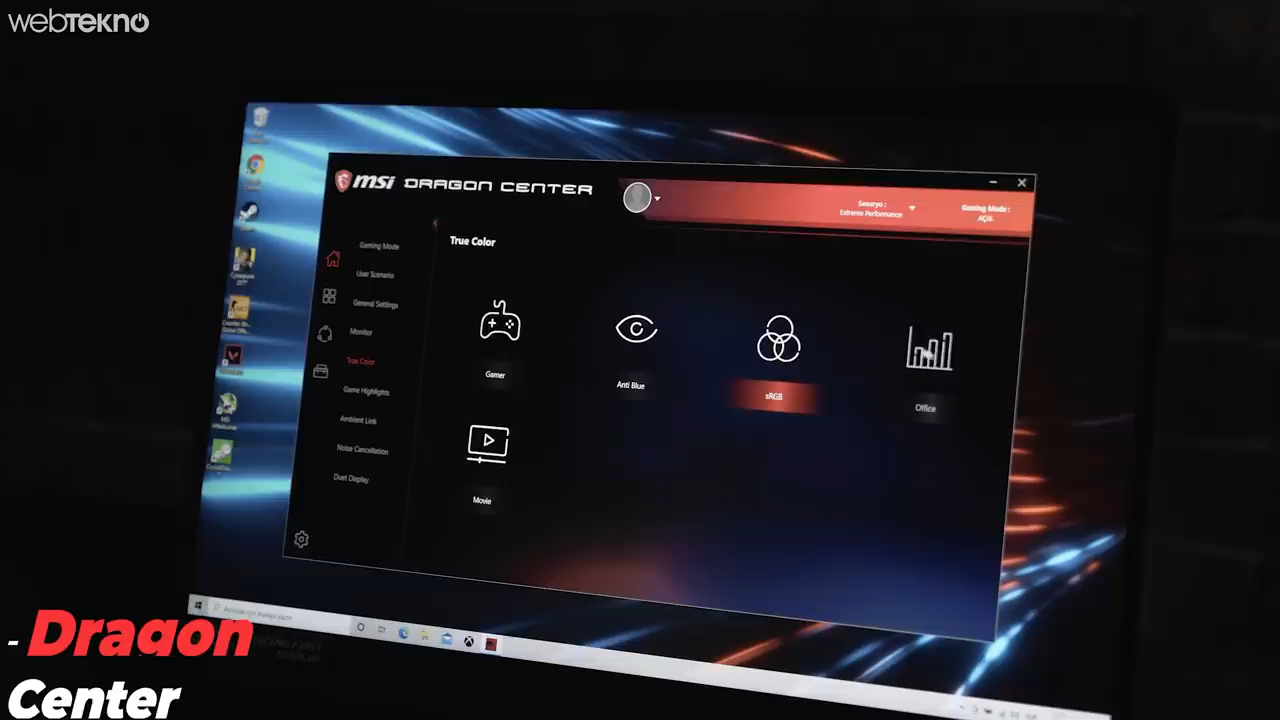 webtekno
msi DRAGON CENTER
Senaryo :
Extreme Performance
Gaming Mode :
AÇIK
True Color
Gaming Mode
User Scenario
General Settings
Monitor
True Color
Game Highlights
Ambient Link
Noise Cancellation
Duet Display
Gamer
Anti Blue
sRGB
Office
Movie
- Dragon
Center